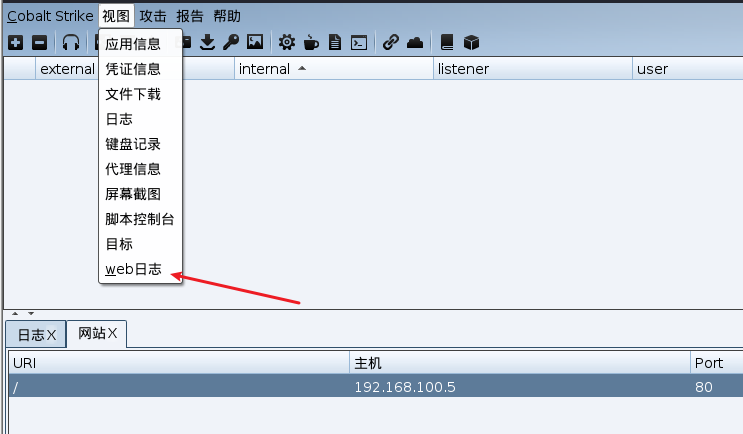 Cobalt Strike 视图 攻击 报告 帮助
external internal listener user
应用信息
凭证信息
文件下载
日志
键盘记录
代理信息
屏幕截图
脚本控制台
目标
web日志
日志X 网站X
URI 主机 Port
/ 192.168.100.5 80